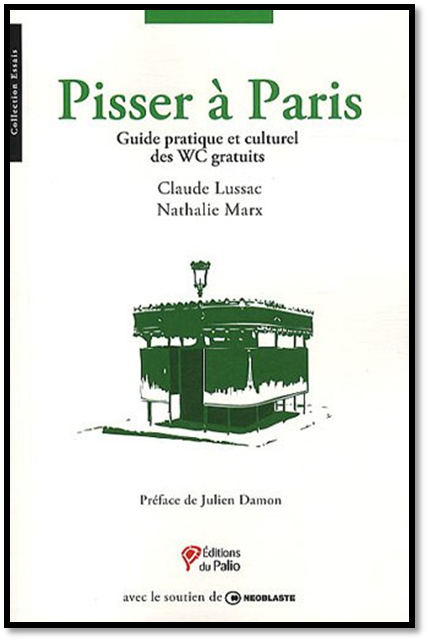 Collection Essais
Pisser à Paris
Guide pratique et culturel
des WC gratuits
Claude Lussac
Nathalie Marx
Préface de Julien Damon
Éditions
du Palio
avec le soutien de NEOBLASTE